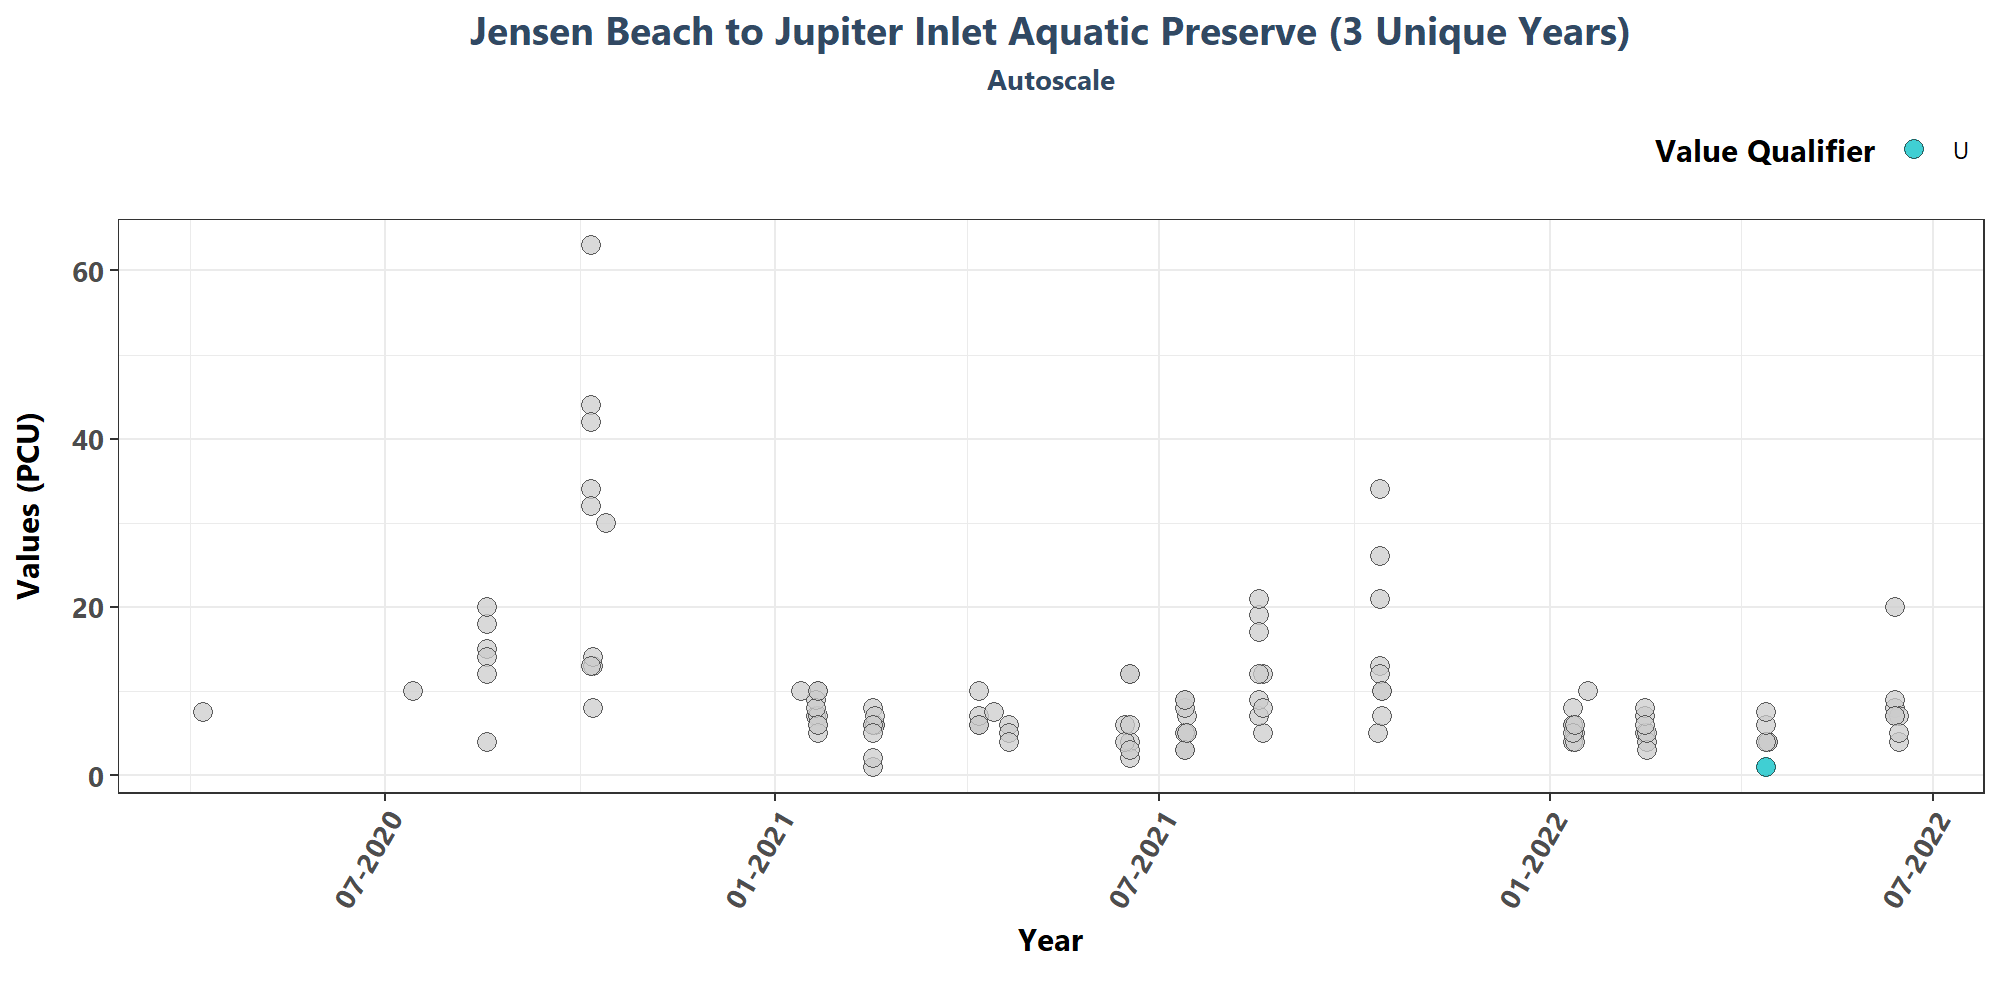 Jensen Beach to Jupiter Inlet Aquatic Preserve (3 Unique Years)
Autoscale
Value Qualifier U
Values (PCU)
60
40
20
0
07-2020
01-2021
07-2021
01-2022
07-2022
Year